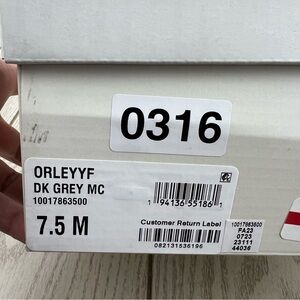 0316
ORLEYYF
DK GREY MC
10017863500
7.5 M
1 94136 55186 1
Customer Return Label
082131536196
10017863500
FA23
0723
23111
44036